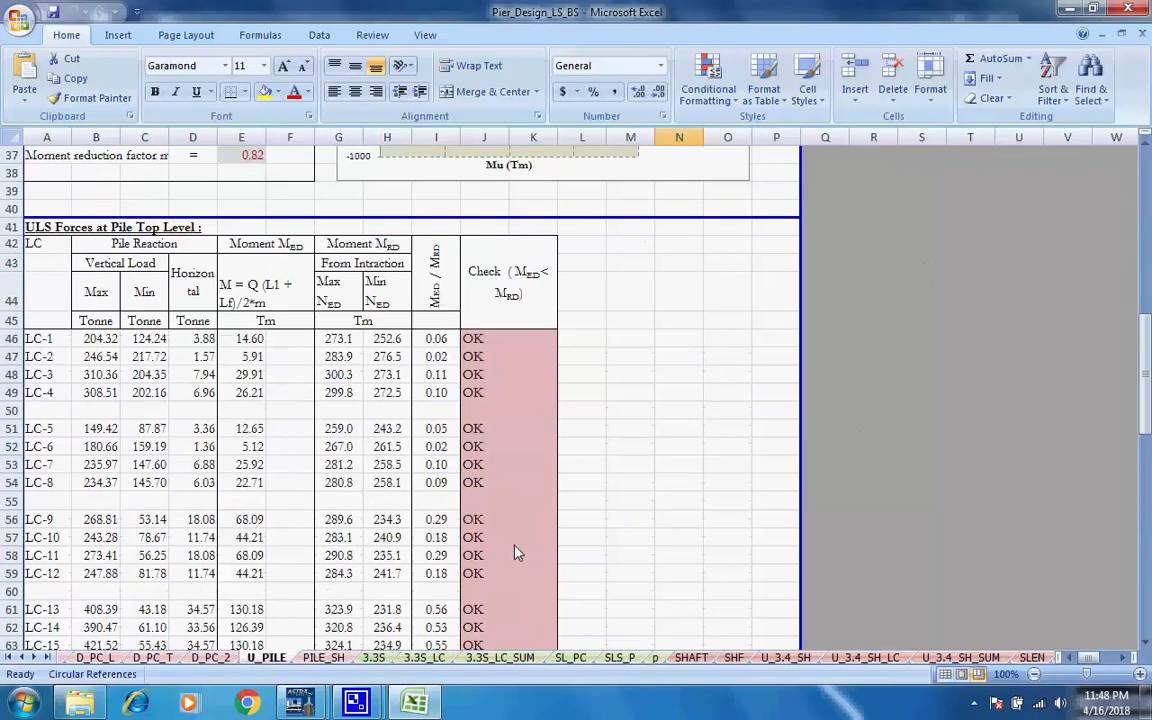 Pier_Design_LS_BS - Microsoft Excel
Home Insert Page Layout Formulas Data Review View
Cut
Copy
Format Painter
Paste
Clipboard
Garamond 11
B I U
Font
Wrap Text
Merge & Center
Alignment
General
$ % ,
Number
Conditional Formatting
Format as Table
Cell Styles
Styles
Insert Delete Format
Cells
AutoSum
Fill
Clear
Sort & Filter
Find & Select
Editing
A B C D E F G H I J K L M N O P Q R S T U V W
37 Moment reduction factor m = 0.82 -1000
Mu (Tm)
38
39
40
41 ULS Forces at Pile Top Level :
42 LC Pile Reaction Moment MED Moment MRD MED / MRD Check ( MED< MRD)
43 Vertical Load Horizontal M = Q (L1 + Lf)/2*m From Intraction
44 Max Min Max NED Min NED
45 Tonne Tonne Tonne Tm Tm
46 LC-1 204.32 124.24 3.88 14.60 273.1 252.6 0.06 OK
47 LC-2 246.54 217.72 1.57 5.91 283.9 276.5 0.02 OK
48 LC-3 310.36 204.35 7.94 29.91 300.3 273.1 0.11 OK
49 LC-4 308.51 202.16 6.96 26.21 299.8 272.5 0.10 OK
50
51 LC-5 149.42 87.87 3.36 12.65 259.0 243.2 0.05 OK
52 LC-6 180.66 159.19 1.36 5.12 267.0 261.5 0.02 OK
53 LC-7 235.97 147.60 6.88 25.92 281.2 258.5 0.10 OK
54 LC-8 234.37 145.70 6.03 22.71 280.8 258.1 0.09 OK
55
56 LC-9 268.81 53.14 18.08 68.09 289.6 234.3 0.29 OK
57 LC-10 243.28 78.67 11.74 44.21 283.1 240.9 0.18 OK
58 LC-11 273.41 56.25 18.08 68.09 290.8 235.1 0.29 OK
59 LC-12 247.88 81.78 11.74 44.21 284.3 241.7 0.18 OK
60
61 LC-13 408.39 43.18 34.57 130.18 323.9 231.8 0.56 OK
62 LC-14 390.47 61.10 33.56 126.39 320.8 236.4 0.53 OK
63 LC-15 421.52 55.43 34.57 130.18 324.1 234.9 0.55 OK
D_PC_L D_PC_T D_PC_2 U_PILE PILE_SH 3.3S 3.3S_LC 3.3S_LC_SUM SL_PC SLS_P p SHAFT SHF U_3.4_SH U_3.4_SH_LC U_3.4_SH_SUM SLEN
Ready Circular References 100%
11:48 PM
4/16/2018